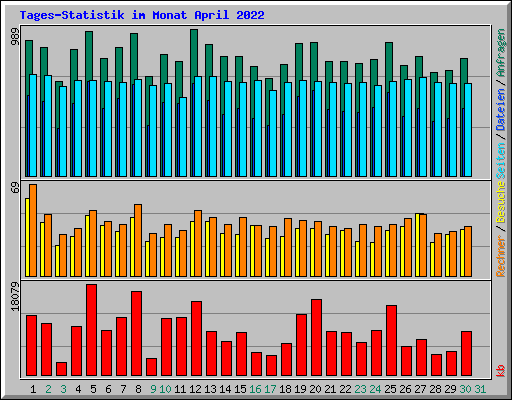 Tages-Statistik im Monat April 2022
989
69
18079
Rechner / Besuche Seiten / Dateien / Anfragen
kb
1 2 3 4 5 6 7 8 9 10 11 12 13 14 15 16 17 18 19 20 21 22 23 24 25 26 27 28 29 30 31